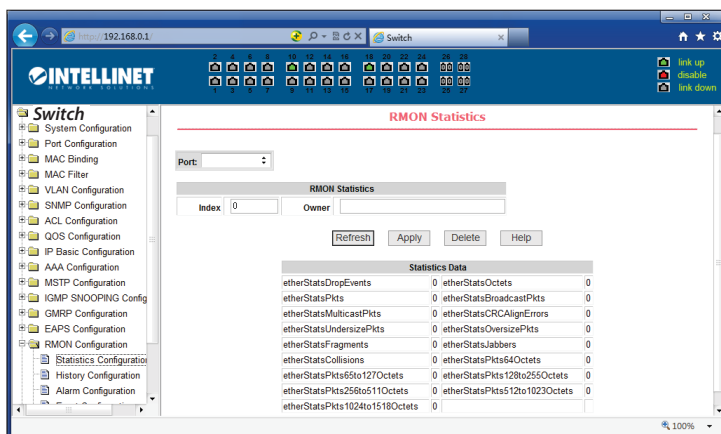 http://192.168.0.1/
Switch
2 4 6 8 10 12 14 16 18 20 22 24 26 28
1 3 5 7 9 11 13 15 17 19 21 23 25 27
INTELLINET
NETWORK SOLUTIONS
link up
disable
link down
Switch
System Configuration
Port Configuration
MAC Binding
MAC Filter
VLAN Configuration
SNMP Configuration
ACL Configuration
QOS Configuration
IP Basic Configuration
AAA Configuration
MSTP Configuration
IGMP SNOOPING Config
GMRP Configuration
EAPS Configuration
RMON Configuration
Statistics Configuration
History Configuration
Alarm Configuration
RMON Statistics
Port:
RMON Statistics
Index 0 Owner
Refresh Apply Delete Help
Statistics Data
etherStatsDropEvents 0 etherStatsOctets 0
etherStatsPkts 0 etherStatsBroadcastPkts 0
etherStatsMulticastPkts 0 etherStatsCRCAlignErrors 0
etherStatsUndersizePkts 0 etherStatsOversizePkts 0
etherStatsFragments 0 etherStatsJabbers 0
etherStatsCollisions 0 etherStatsPkts64Octets 0
etherStatsPkts65to127Octets 0 etherStatsPkts128to255Octets 0
etherStatsPkts256to511Octets 0 etherStatsPkts512to1023Octets 0
etherStatsPkts1024to1518Octets 0
100%